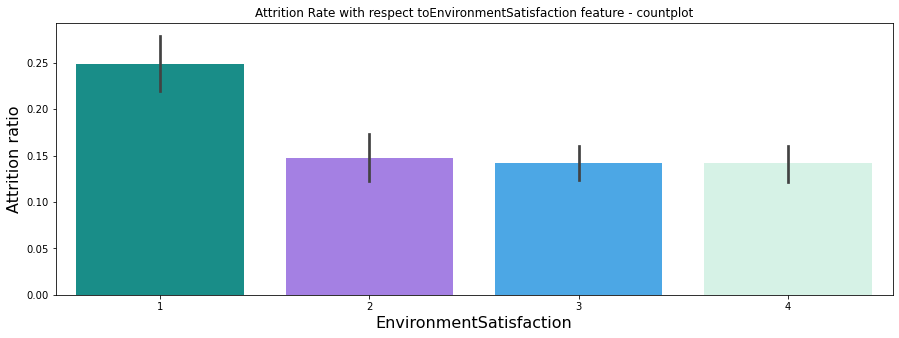 Attrition Rate with respect toEnvironmentSatisfaction feature - countplot
0.25
0.20
0.15
0.10
0.05
0.00
Attrition ratio
1 2 3 4
EnvironmentSatisfaction